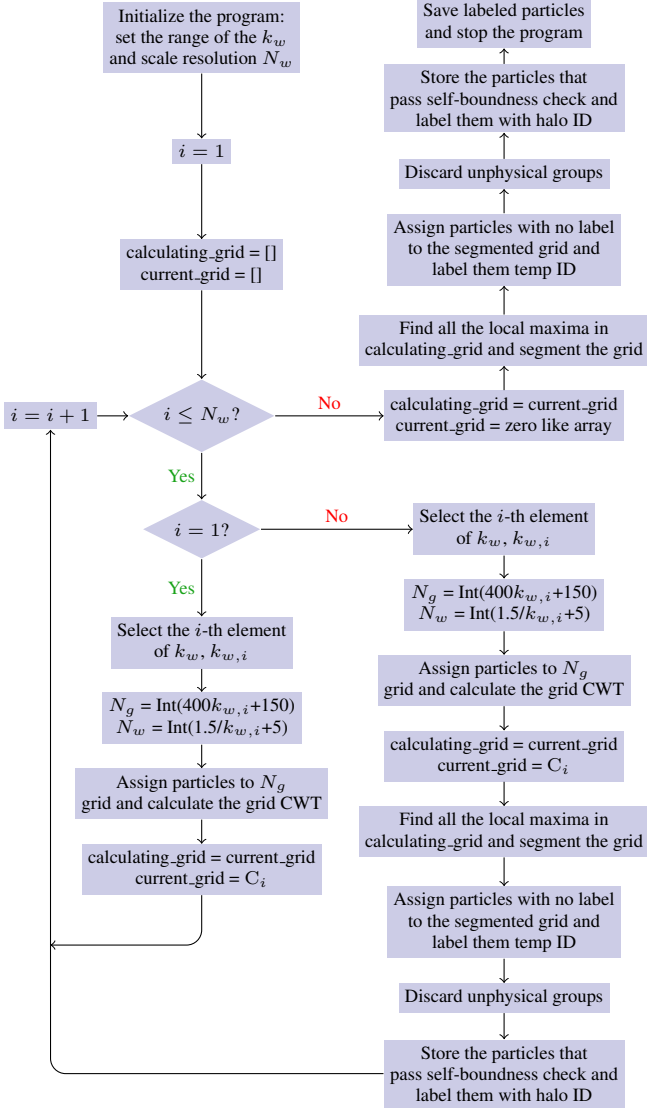 Initialize the program:
set the range of the k_w
and scale resolution N_w
i = 1
calculating_grid = []
current_grid = []
i = i + 1
i ≤ N_w?
No
calculating_grid = current_grid
current_grid = zero like array
Find all the local maxima in
calculating_grid and segment the grid
Assign particles with no label
to the segmented grid and
label them temp ID
Discard unphysical groups
Store the particles that
pass self-boundness check and
label them with halo ID
Save labeled particles
and stop the program
Yes
i = 1?
Yes
Select the i-th element
of k_w, k_{w,i}
N_g = Int(400k_{w,i}+150)
N_w = Int(1.5/k_{w,i}+5)
Assign particles to N_g
grid and calculate the grid CWT
calculating_grid = current_grid
current_grid = C_i
No
Select the i-th element
of k_w, k_{w,i}
N_g = Int(400k_{w,i}+150)
N_w = Int(1.5/k_{w,i}+5)
Assign particles to N_g
grid and calculate the grid CWT
calculating_grid = current_grid
current_grid = C_i
Find all the local maxima in
calculating_grid and segment the grid
Assign particles with no label
to the segmented grid and
label them temp ID
Discard unphysical groups
Store the particles that
pass self-boundness check and
label them with halo ID